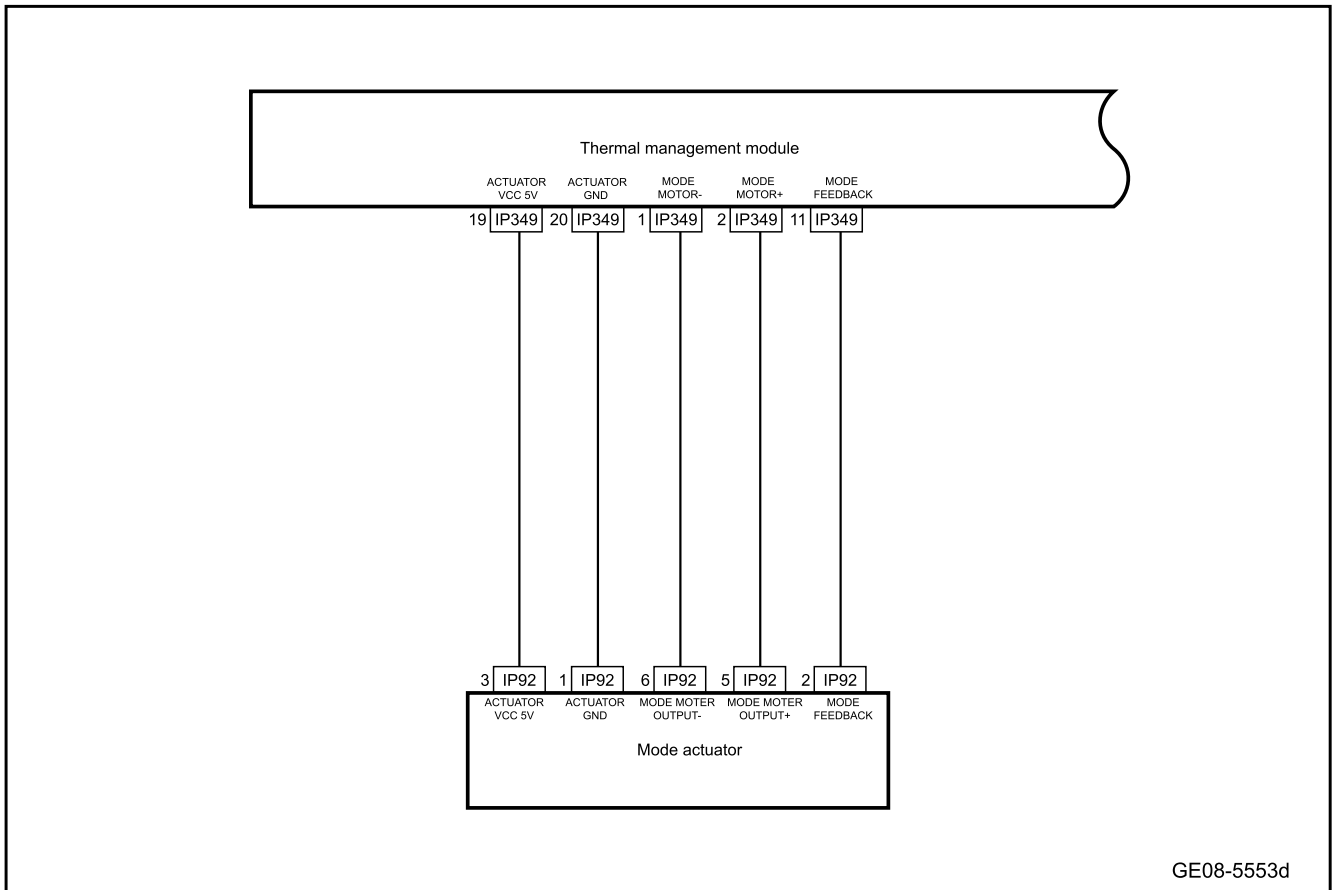 Thermal management module
ACTUATOR VCC 5V
ACTUATOR GND
MODE MOTOR-
MODE MOTOR+
MODE FEEDBACK
19 IP349 20 IP349 1 IP349 2 IP349 11 IP349
3 IP92 1 IP92 6 IP92 5 IP92 2 IP92
ACTUATOR VCC 5V
ACTUATOR GND
MODE MOTER OUTPUT-
MODE MOTER OUTPUT+
MODE FEEDBACK
Mode actuator
GE08-5553d